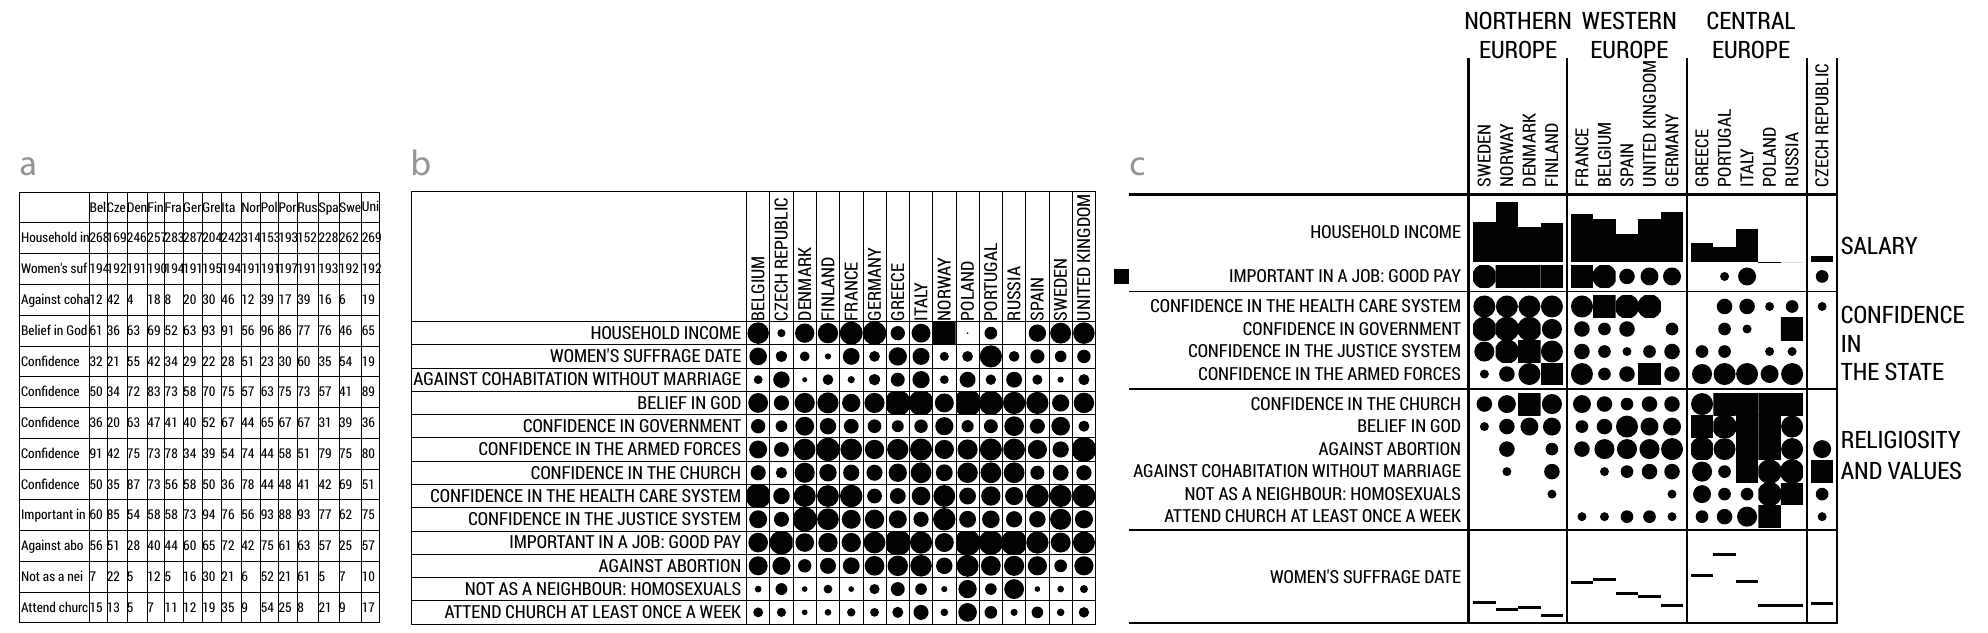 a
Bel Cze Den Fin Fra Ger Gre Ita Nor Pol Por Rus Spa Swe Uni
Household in 268 169 246 257 283 287 204 242 314 153 193 152 228 262 269
Women's suf 194 192 191 190 194 191 195 194 191 191 197 191 193 192 192
Against coha 12 42 4 18 8 20 30 46 12 39 17 39 16 6 19
Belief in God 61 36 63 69 52 63 93 91 56 96 86 77 76 46 65
Confidence 32 21 55 42 34 29 22 28 51 23 30 60 35 54 19
Confidence 50 34 72 83 73 58 70 75 57 63 75 73 57 41 89
Confidence 36 20 63 47 41 40 52 67 44 65 67 67 31 39 36
Confidence 91 42 75 73 78 34 39 54 74 44 58 51 79 75 80
Confidence 50 35 87 73 56 58 50 36 78 44 48 41 42 69 51
Important in 60 85 54 58 58 73 94 76 56 93 88 93 77 62 75
Against abo 56 51 28 40 44 60 65 72 42 75 61 63 57 25 57
Not as a nei 7 22 5 12 5 16 30 21 6 52 21 61 5 7 10
Attend churc 15 13 5 7 11 12 19 35 9 54 25 8 21 9 17
b
BELGIUM
CZECH REPUBLIC
DENMARK
FINLAND
FRANCE
GERMANY
GREECE
ITALY
NORWAY
POLAND
PORTUGAL
RUSSIA
SPAIN
SWEDEN
UNITED KINGDOM
HOUSEHOLD INCOME
WOMEN'S SUFFRAGE DATE
AGAINST COHABITATION WITHOUT MARRIAGE
BELIEF IN GOD
CONFIDENCE IN GOVERNMENT
CONFIDENCE IN THE ARMED FORCES
CONFIDENCE IN THE CHURCH
CONFIDENCE IN THE HEALTH CARE SYSTEM
CONFIDENCE IN THE JUSTICE SYSTEM
IMPORTANT IN A JOB: GOOD PAY
AGAINST ABORTION
NOT AS A NEIGHBOUR: HOMOSEXUALS
ATTEND CHURCH AT LEAST ONCE A WEEK
c
NORTHERN
EUROPE
WESTERN
EUROPE
CENTRAL
EUROPE
SWEDEN
NORWAY
DENMARK
FINLAND
FRANCE
BELGIUM
SPAIN
UNITED KINGDOM
GERMANY
GREECE
PORTUGAL
ITALY
POLAND
RUSSIA
CZECH REPUBLIC
HOUSEHOLD INCOME
IMPORTANT IN A JOB: GOOD PAY
SALARY
CONFIDENCE IN THE HEALTH CARE SYSTEM
CONFIDENCE IN GOVERNMENT
CONFIDENCE IN THE JUSTICE SYSTEM
CONFIDENCE IN THE ARMED FORCES
CONFIDENCE
IN
THE STATE
CONFIDENCE IN THE CHURCH
BELIEF IN GOD
AGAINST ABORTION
AGAINST COHABITATION WITHOUT MARRIAGE
NOT AS A NEIGHBOUR: HOMOSEXUALS
ATTEND CHURCH AT LEAST ONCE A WEEK
RELIGIOSITY
AND VALUES
WOMEN'S SUFFRAGE DATE